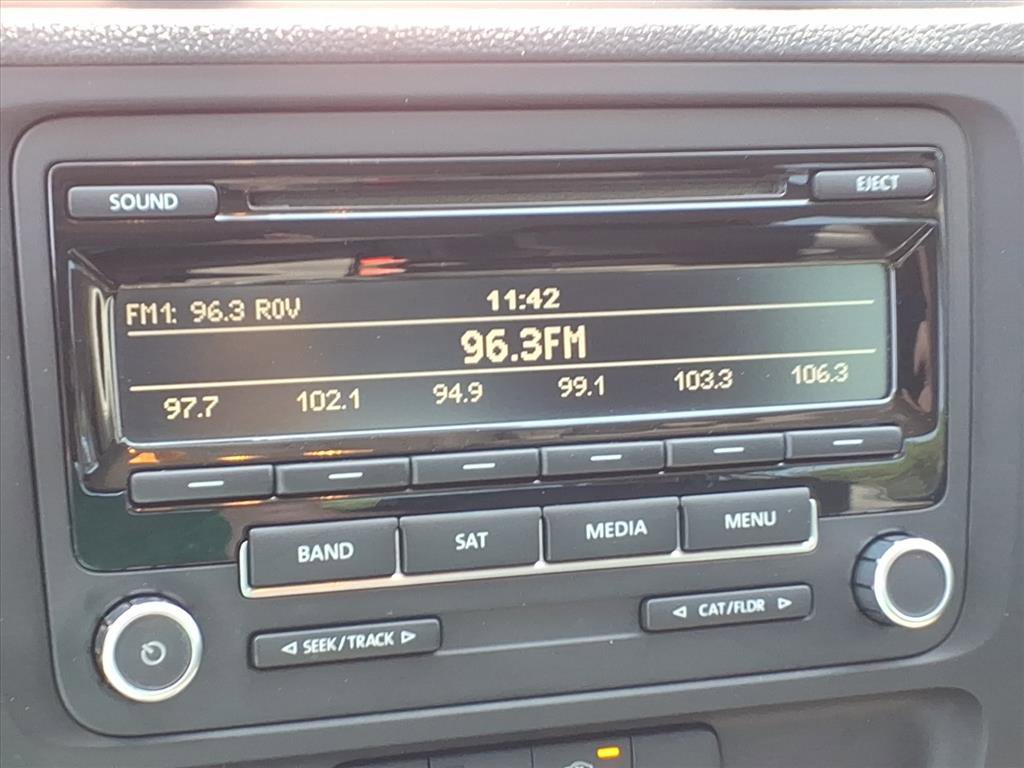 SOUND
EJECT
FM1: 96.3 ROV 11:42
96.3FM
97.7 102.1 94.9 99.1 103.3 106.3
BAND SAT MEDIA MENU
SEEK/TRACK
CAT/FLDR